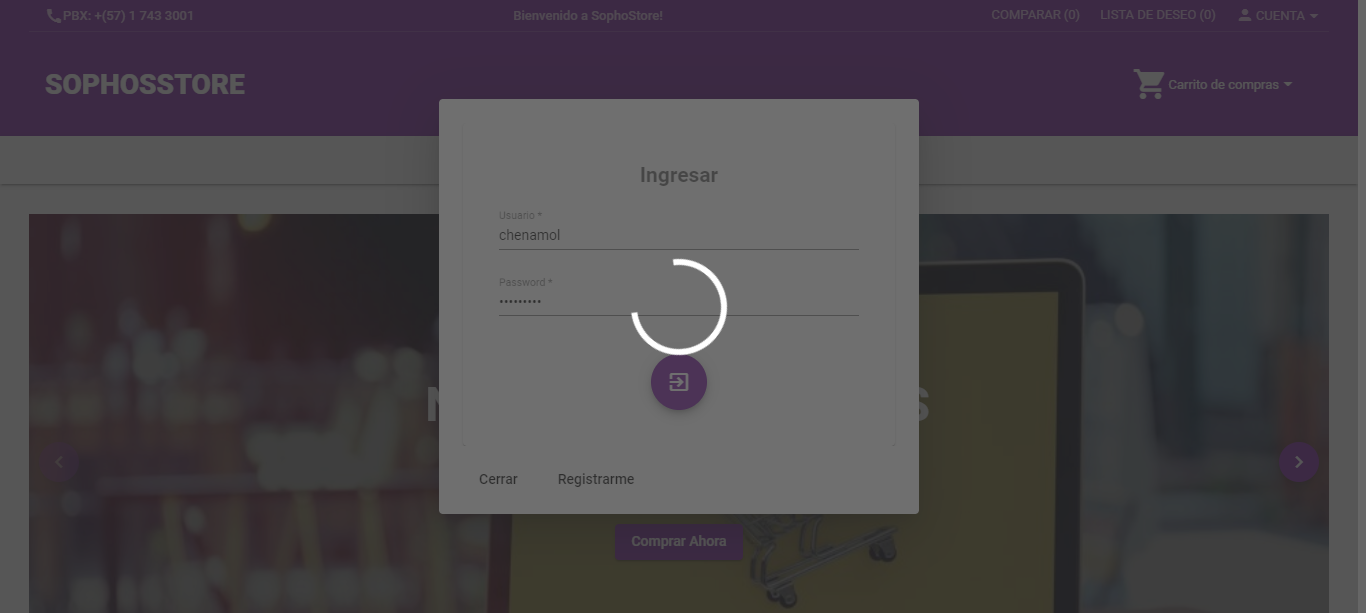 PBX: +(57) 1 743 3001
Bienvenido a SophoStore!
COMPARAR (0)
LISTA DE DESEO (0)
CUENTA
SOPHOSSTORE
Carrito de compras
Ingresar
Usuario *
chenamol
Password *
•••••••••
Cerrar
Registrarme
Comprar Ahora